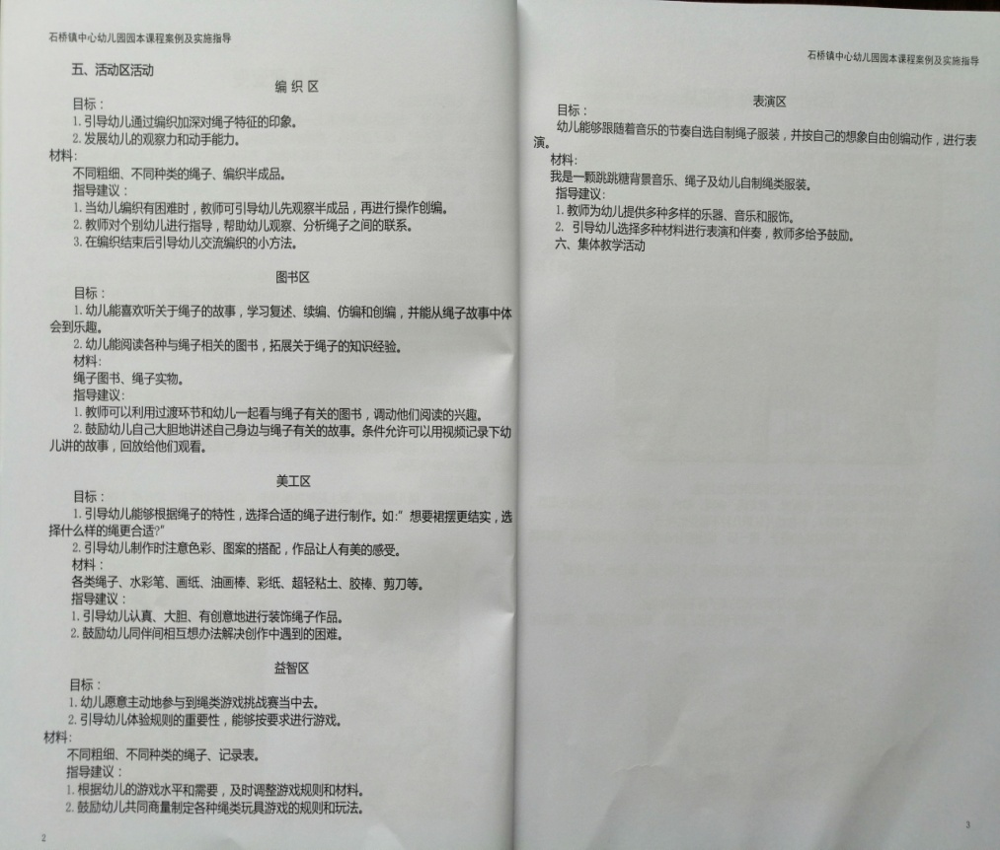 石桥镇中心幼儿园园本课程案例及实施指导
五、活动区活动
编 织 区
目标：
1.引导幼儿通过编织加深对绳子特征的印象。
2.发展幼儿的观察力和动手能力。
材料：
不同粗细、不同种类的绳子、编织半成品。
指导建议：
1.当幼儿编织有困难时，教师可引导幼儿先观察半成品，再进行操作创编。
2.教师对个别幼儿进行指导，帮助幼儿观察、分析绳子之间的联系。
3.在编织结束后引导幼儿交流编织的小方法。
图书区
目标：
1.幼儿能喜欢听关于绳子的故事，学习复述、续编、仿编和创编，并能从绳子故事中体
会到乐趣。
2.幼儿能阅读各种与绳子相关的图书，拓展关于绳子的知识经验。
材料：
绳子图书、绳子实物。
指导建议：
1.教师可以利用过渡环节和幼儿一起看与绳子有关的图书，调动他们阅读的兴趣。
2.鼓励幼儿自己大胆地讲述自己身边与绳子有关的故事。条件允许可以用视频记录下幼
儿讲的故事，回放给他们观看。
美工区
目标：
1.引导幼儿能够根据绳子的特性，选择合适的绳子进行制作。如:”想要裙摆更结实，选
择什么样的绳更合适?”
2.引导幼儿制作时注意色彩、图案的搭配，作品让人有美的感受。
材料：
各类绳子、水彩笔、画纸、油画棒、彩纸、超轻粘土、胶棒、剪刀等。
指导建议：
1.引导幼儿认真、大胆、有创意地进行装饰绳子作品。
2.鼓励幼儿同伴间相互想办法解决创作中遇到的困难。
益智区
目标：
1.幼儿愿意主动地参与到绳类游戏挑战赛当中去。
2.引导幼儿体验规则的重要性，能够按要求进行游戏。
材料：
不同粗细、不同种类的绳子、记录表。
指导建议：
1.根据幼儿的游戏水平和需要，及时调整游戏规则和材料。
2.鼓励幼儿共同商量制定各种绳类玩具游戏的规则和玩法。
2
石桥镇中心幼儿园园本课程案例及实施指导
表演区
目标：
幼儿能够跟随着音乐的节奏自选自制绳子服装，并按自己的想象自由创编动作，进行表
演。
材料：
我是一颗跳跳糖背景音乐、绳子及幼儿自制绳类服装。
指导建议：
1.教师为幼儿提供多种多样的乐器、音乐和服饰。
2. 引导幼儿选择多种材料进行表演和伴奏，教师多给予鼓励。
六、集体教学活动
3